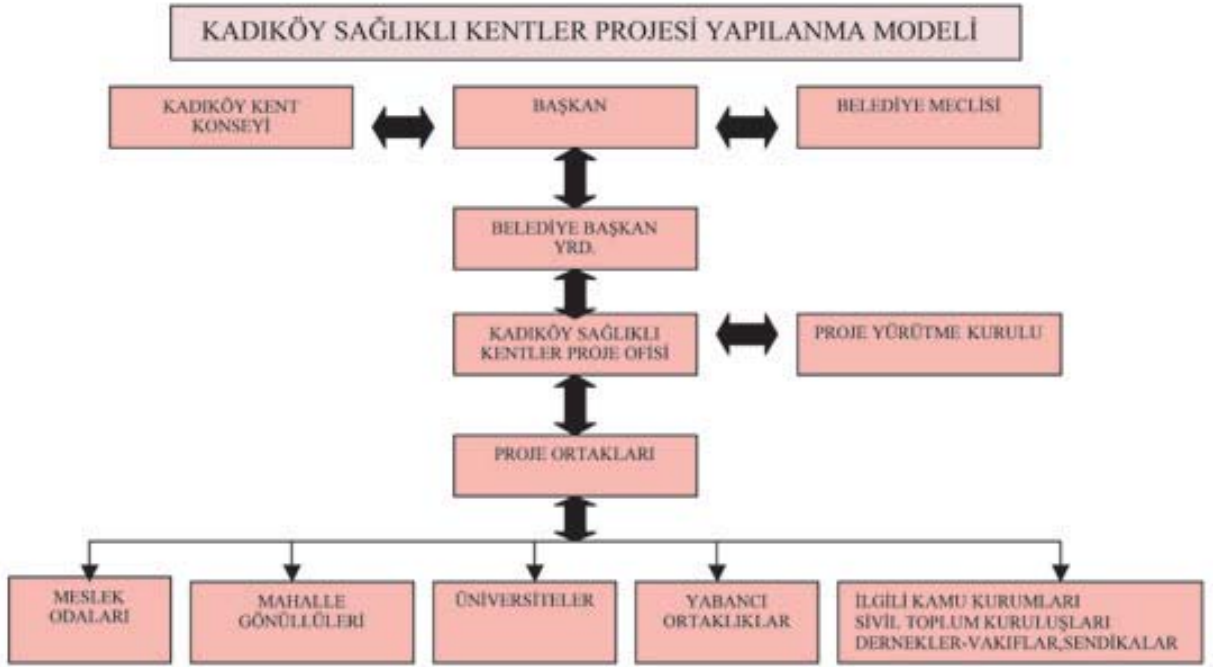 KADIKÖY SAĞLIKLI KENTLER PROJESİ YAPILANMA MODELİ
KADIKÖY KENT
KONSEYİ
BAŞKAN
BELEDİYE MECLİSİ
BELEDİYE BAŞKAN
YRD.
KADIKÖY SAĞLIKLI
KENTLER PROJE OFİSİ
PROJE YÜRÜTME KURULU
PROJE ORTAKLARI
MESLEK
ODALARI
MAHALLE
GÖNÜLLÜLERİ
ÜNİVERSİTELER
YABANCI
ORTAKLIKLAR
İLGİLİ KAMU KURUMLARI
SİVİL TOPLUM KURULUŞLARI
DERNEKLER-VAKIFLAR,SENDİKALAR